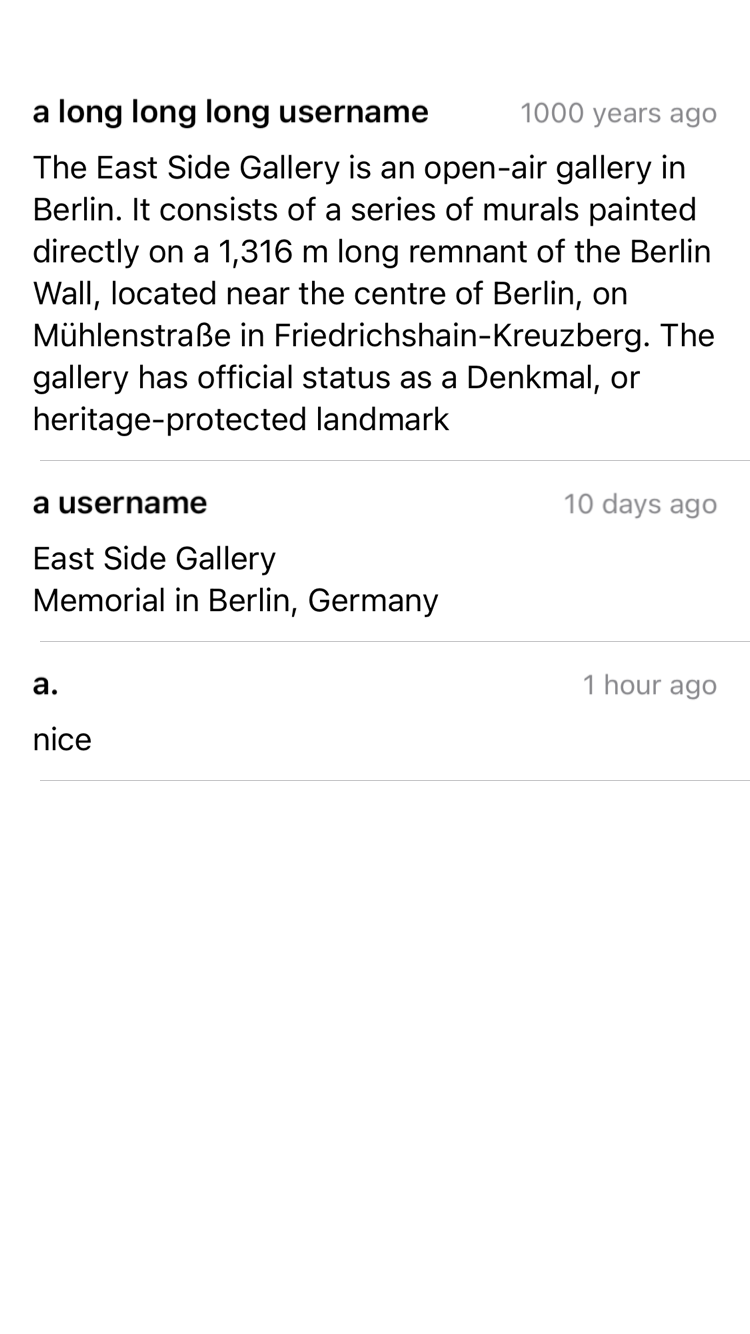 a long long long username 1000 years ago
The East Side Gallery is an open-air gallery in
Berlin. It consists of a series of murals painted
directly on a 1,316 m long remnant of the Berlin
Wall, located near the centre of Berlin, on
Mühlenstraße in Friedrichshain-Kreuzberg. The
gallery has official status as a Denkmal, or
heritage-protected landmark
a username 10 days ago
East Side Gallery
Memorial in Berlin, Germany
a. 1 hour ago
nice